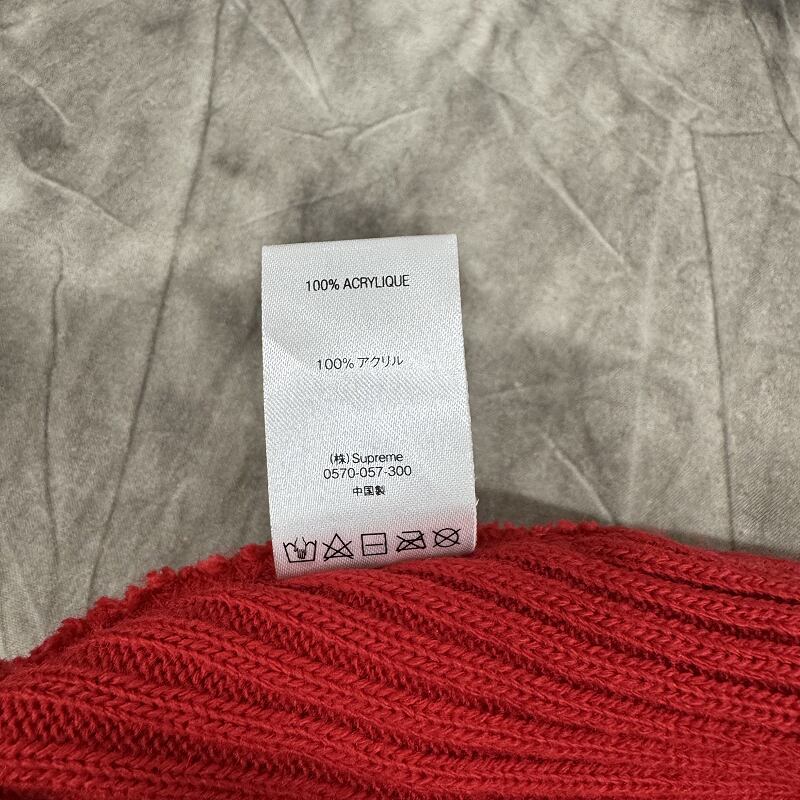 100% ACRYLIQUE
100% アクリル
(株)Supreme
0570-057-300
中国製